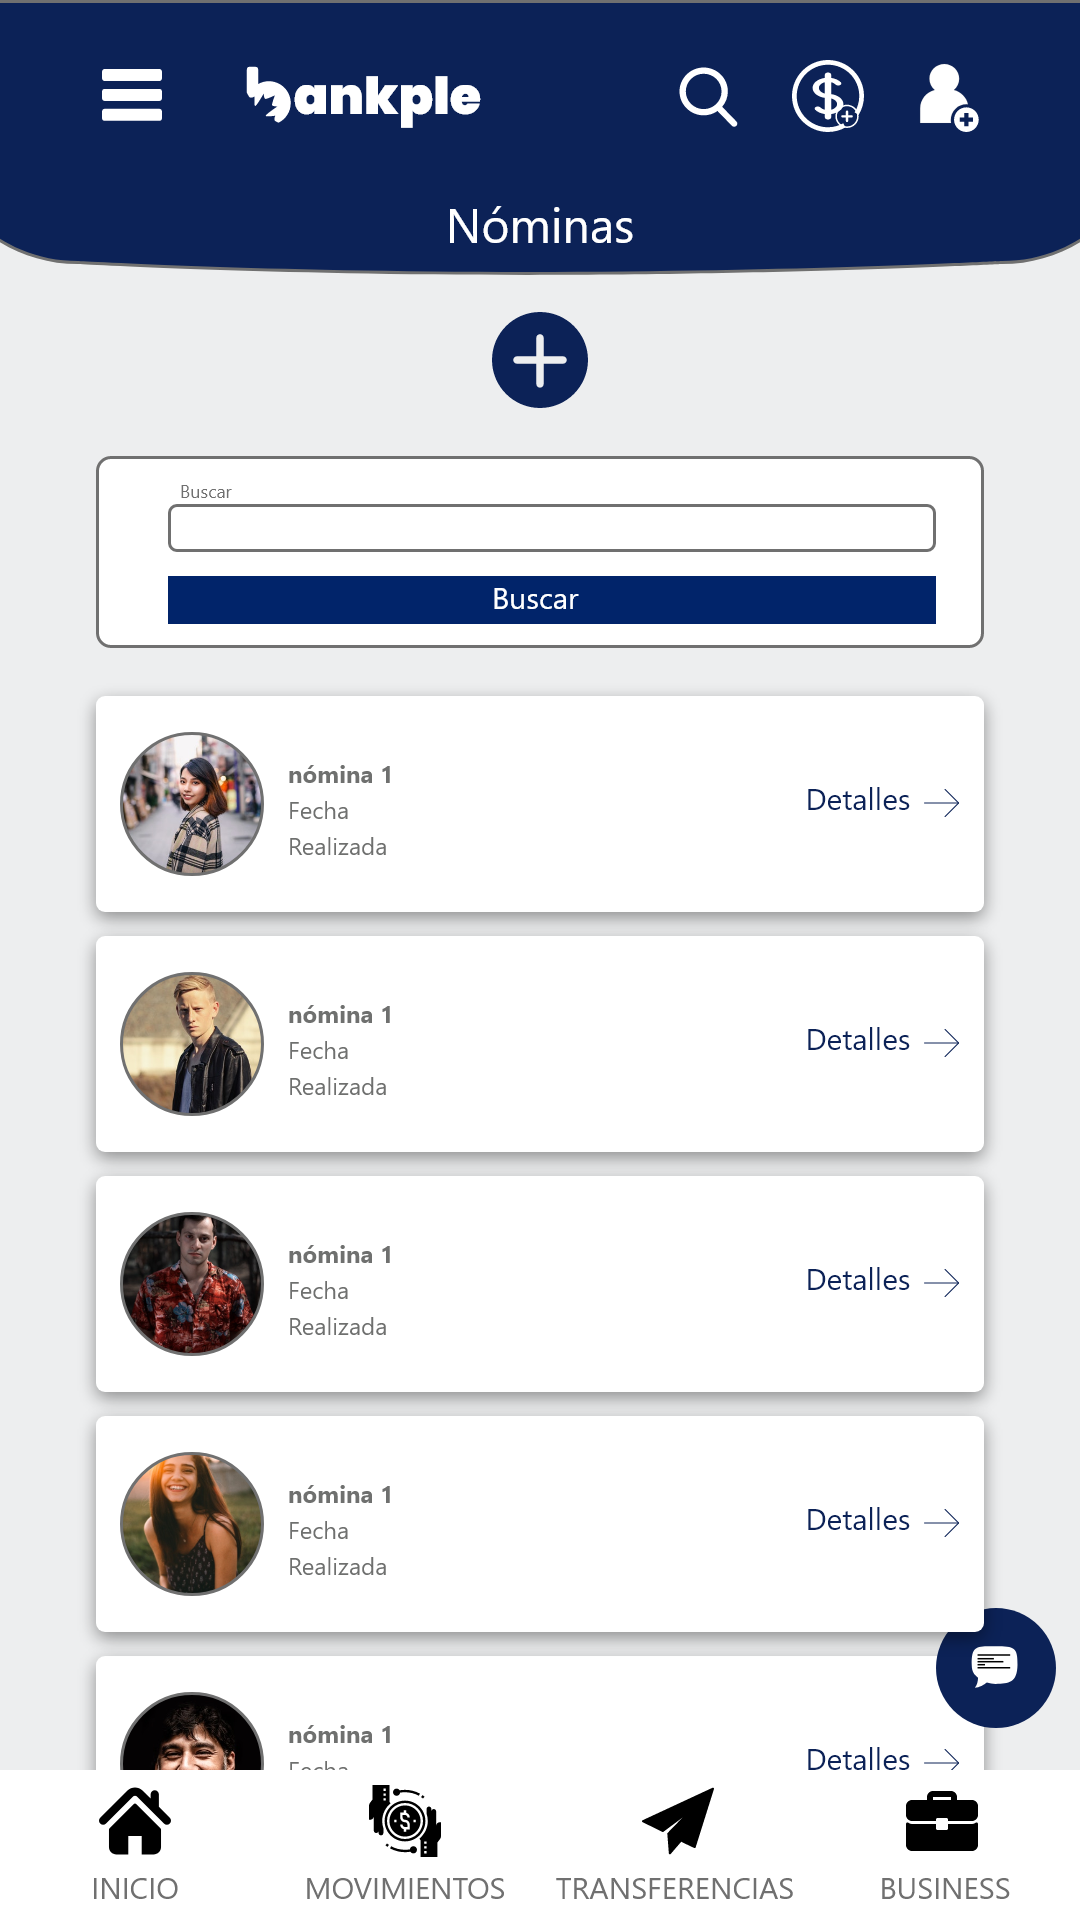 bankple
Nóminas
Buscar
Buscar
nómina 1
Fecha
Realizada
Detalles
nómina 1
Fecha
Realizada
Detalles
nómina 1
Fecha
Realizada
Detalles
nómina 1
Fecha
Realizada
Detalles
nómina 1
Fecha
Detalles
INICIO
MOVIMIENTOS
TRANSFERENCIAS
BUSINESS